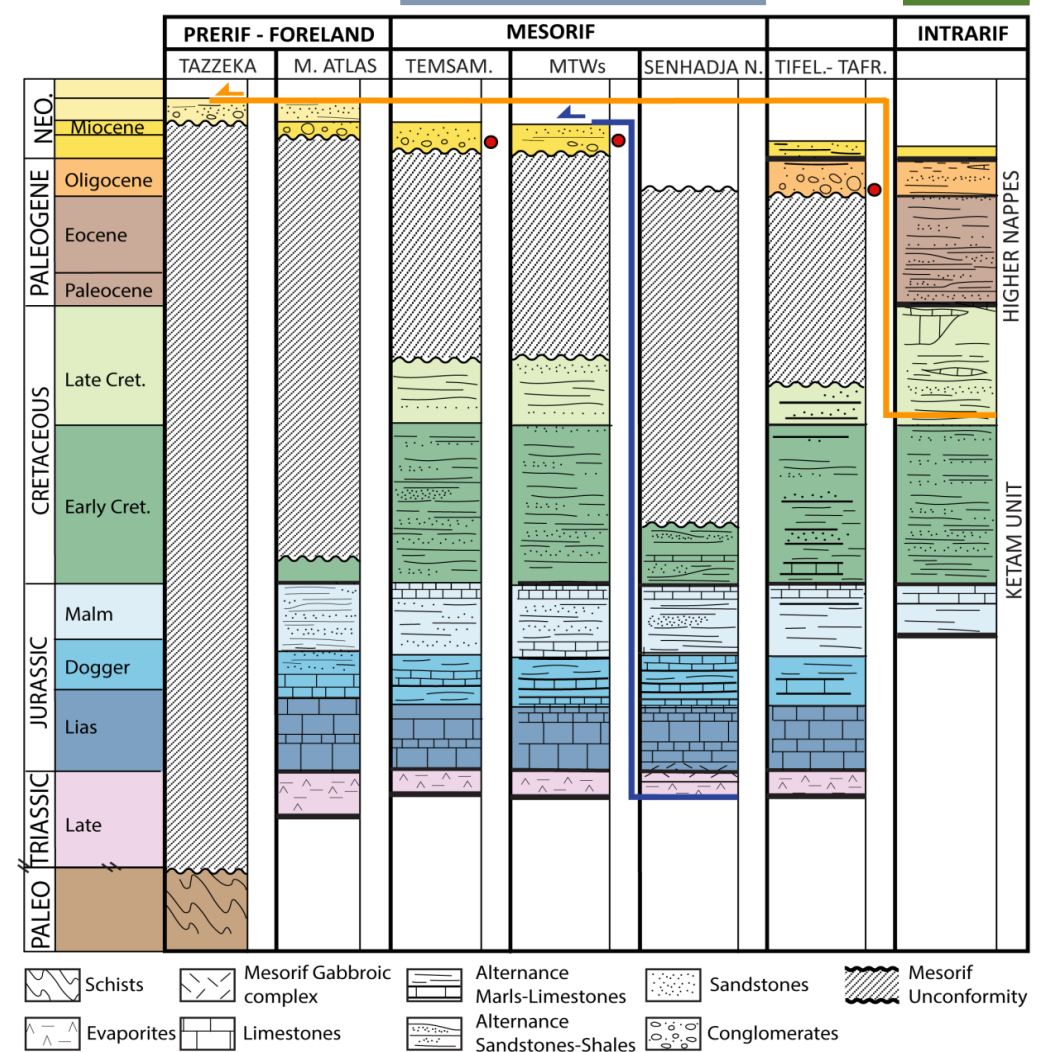 PRERIF - FORELAND
MESORIF
INTRARIF
TAZZEKA
M. ATLAS
TEMSAM.
MTWs
SENHADJA N.
TIFEL.- TAFR.
NEO.
Miocene
PALEOGENE
Oligocene
Eocene
Paleocene
CRETACEOUS
Late Cret.
Early Cret.
JURASSIC
Malm
Dogger
Lias
TRIASSIC
Late
PALEO
HIGHER NAPPES
KETAM UNIT
Schists
Mesorif Gabbroic
complex
Alternance
Marls-Limestones
Sandstones
Mesorif
Unconformity
Evaporites
Limestones
Alternance
Sandstones-Shales
Conglomerates